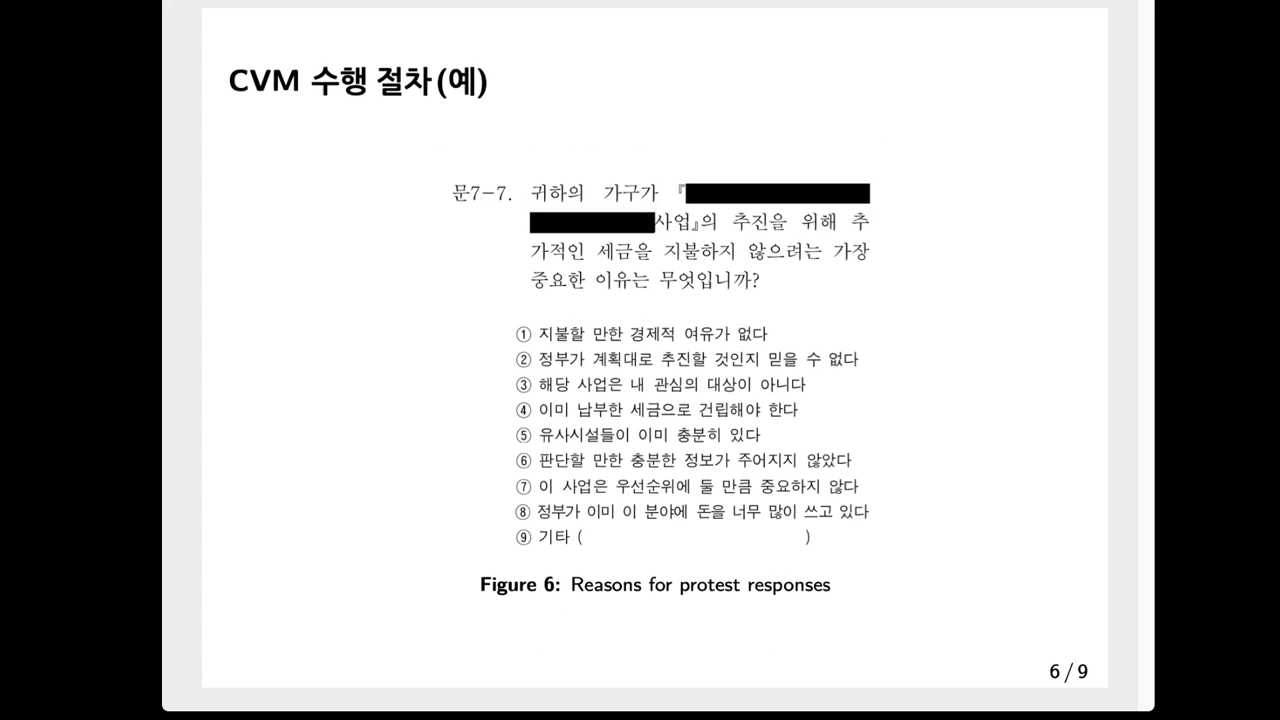 CVM 수행 절차(예)
문7-7. 귀하의 가구가 『
사업』의 추진을 위해 추
가적인 세금을 지불하지 않으려는 가장
중요한 이유는 무엇입니까?
① 지불할 만한 경제적 여유가 없다
② 정부가 계획대로 추진할 것인지 믿을 수 없다
③ 해당 사업은 내 관심의 대상이 아니다
④ 이미 납부한 세금으로 건립해야 한다
⑤ 유사시설들이 이미 충분히 있다
⑥ 판단할 만한 충분한 정보가 주어지지 않았다
⑦ 이 사업은 우선순위에 둘 만큼 중요하지 않다
⑧ 정부가 이미 이 분야에 돈을 너무 많이 쓰고 있다
⑨ 기타 ( )
Figure 6: Reasons for protest responses
6 / 9